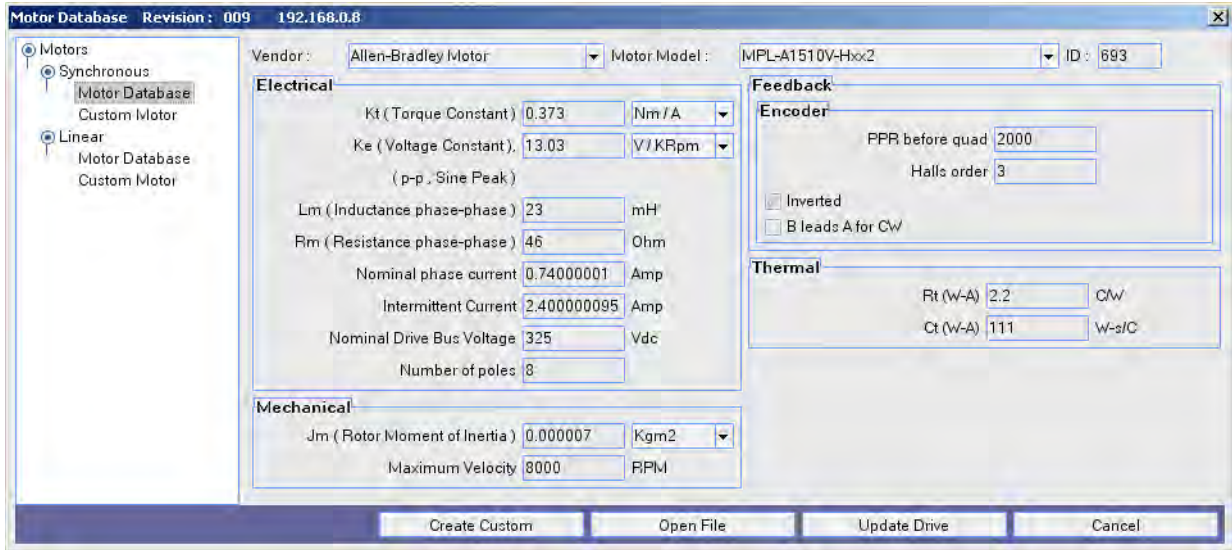 Motor Database Revision : 009 192.168.0.8
Motors
Synchronous
Motor Database
Custom Motor
Linear
Motor Database
Custom Motor
Vendor : Allen-Bradley Motor Motor Model : MPL-A1510V-Hxx2 ID : 693
Electrical
Kt ( Torque Constant ) 0.373 Nm / A
Ke ( Voltage Constant ). 13.03 V / KRpm
( p-p , Sine Peak )
Lm ( Inductance phase-phase ) 23 mH
Rm ( Resistance phase-phase ) 46 Ohm
Nominal phase current 0.74000001 Amp
Intermittent Current 2.400000095 Amp
Nominal Drive Bus Voltage 325 Vdc
Number of poles 8
Mechanical
Jm ( Rotor Moment of Inertia ) 0.000007 Kgm2
Maximum Velocity 8000 RPM
Feedback
Encoder
PPR before quad 2000
Halls order 3
Inverted
B leads A for CW
Thermal
Rt (W-A) 2.2 C/W
Ct (W-A) 111 W-s/C
Create Custom Open File Update Drive Cancel